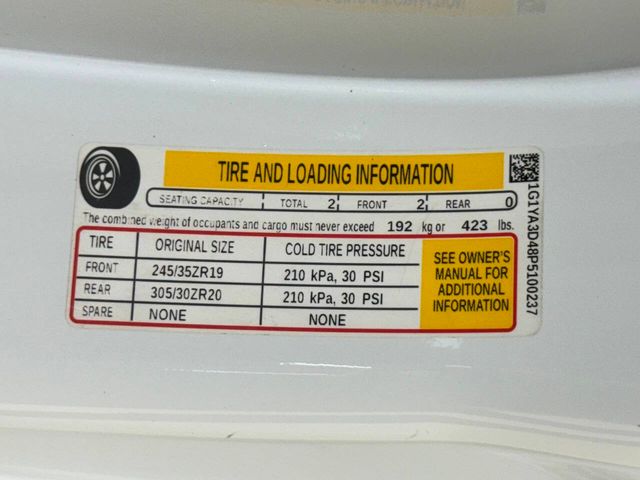 TIRE AND LOADING INFORMATION
SEATING CAPACITY TOTAL 2 FRONT 2 REAR 0
The combined weight of occupants and cargo must never exceed 192 kg or 423 lbs.
TIRE ORIGINAL SIZE COLD TIRE PRESSURE
FRONT 245/35ZR19 210 kPa, 30 PSI
REAR 305/30ZR20 210 kPa, 30 PSI
SPARE NONE NONE
SEE OWNER'S
MANUAL FOR
ADDITIONAL
INFORMATION
1G1YA3D48P5100237